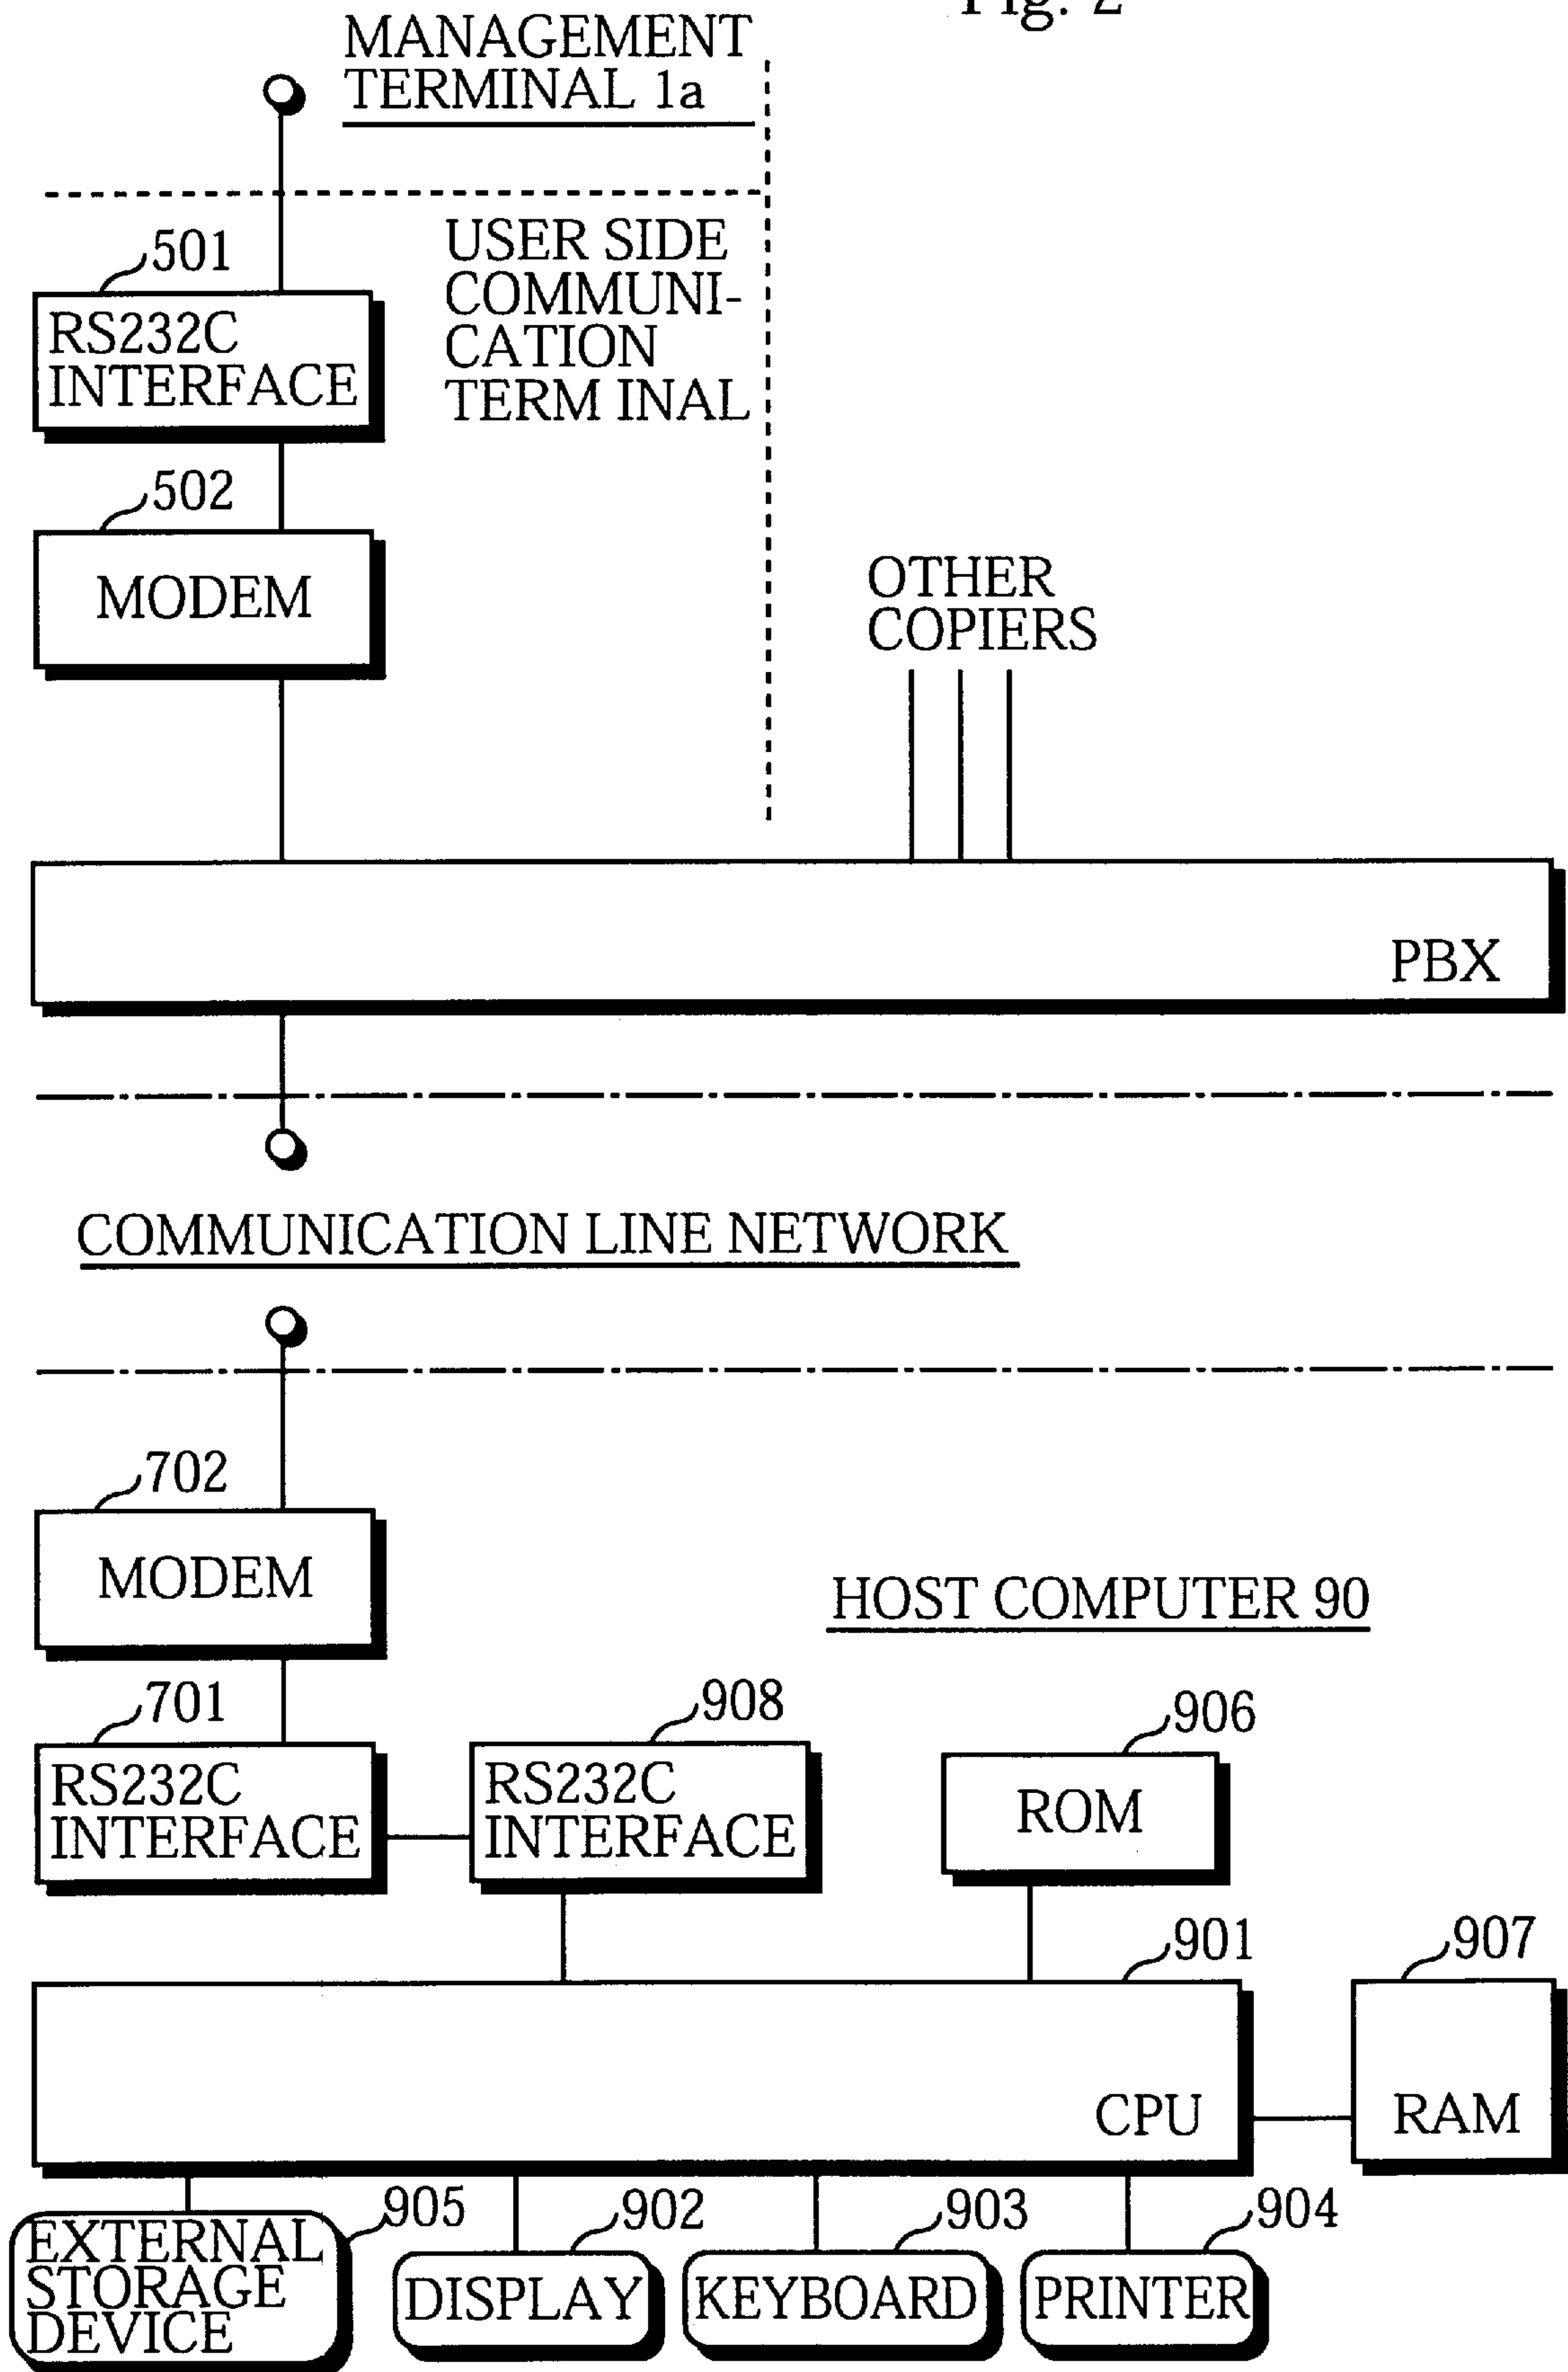 Fig. 2
MANAGEMENT
TERMINAL 1a
USER SIDE
COMMUNI-
CATION
TERM INAL
501
RS232C
INTERFACE
502
MODEM
OTHER
COPIERS
PBX
COMMUNICATION LINE NETWORK
702
MODEM
HOST COMPUTER 90
701
RS232C
INTERFACE
908
RS232C
INTERFACE
906
ROM
901
CPU
907
RAM
905
EXTERNAL
STORAGE
DEVICE
902
DISPLAY
903
KEYBOARD
904
PRINTER